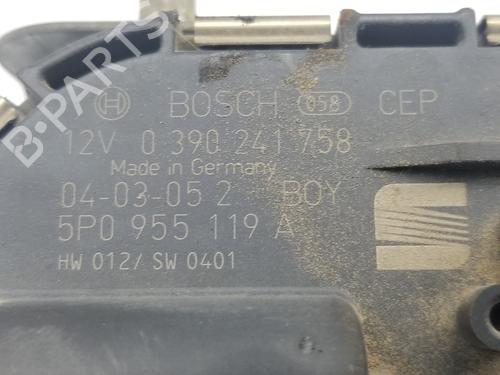 BOSCH 058 CEP
12V 0 390 241 758
Made in Germany
04-03-05 2 BOY
5P0 955 119 A
HW 012/ SW 0401
B-PARTS